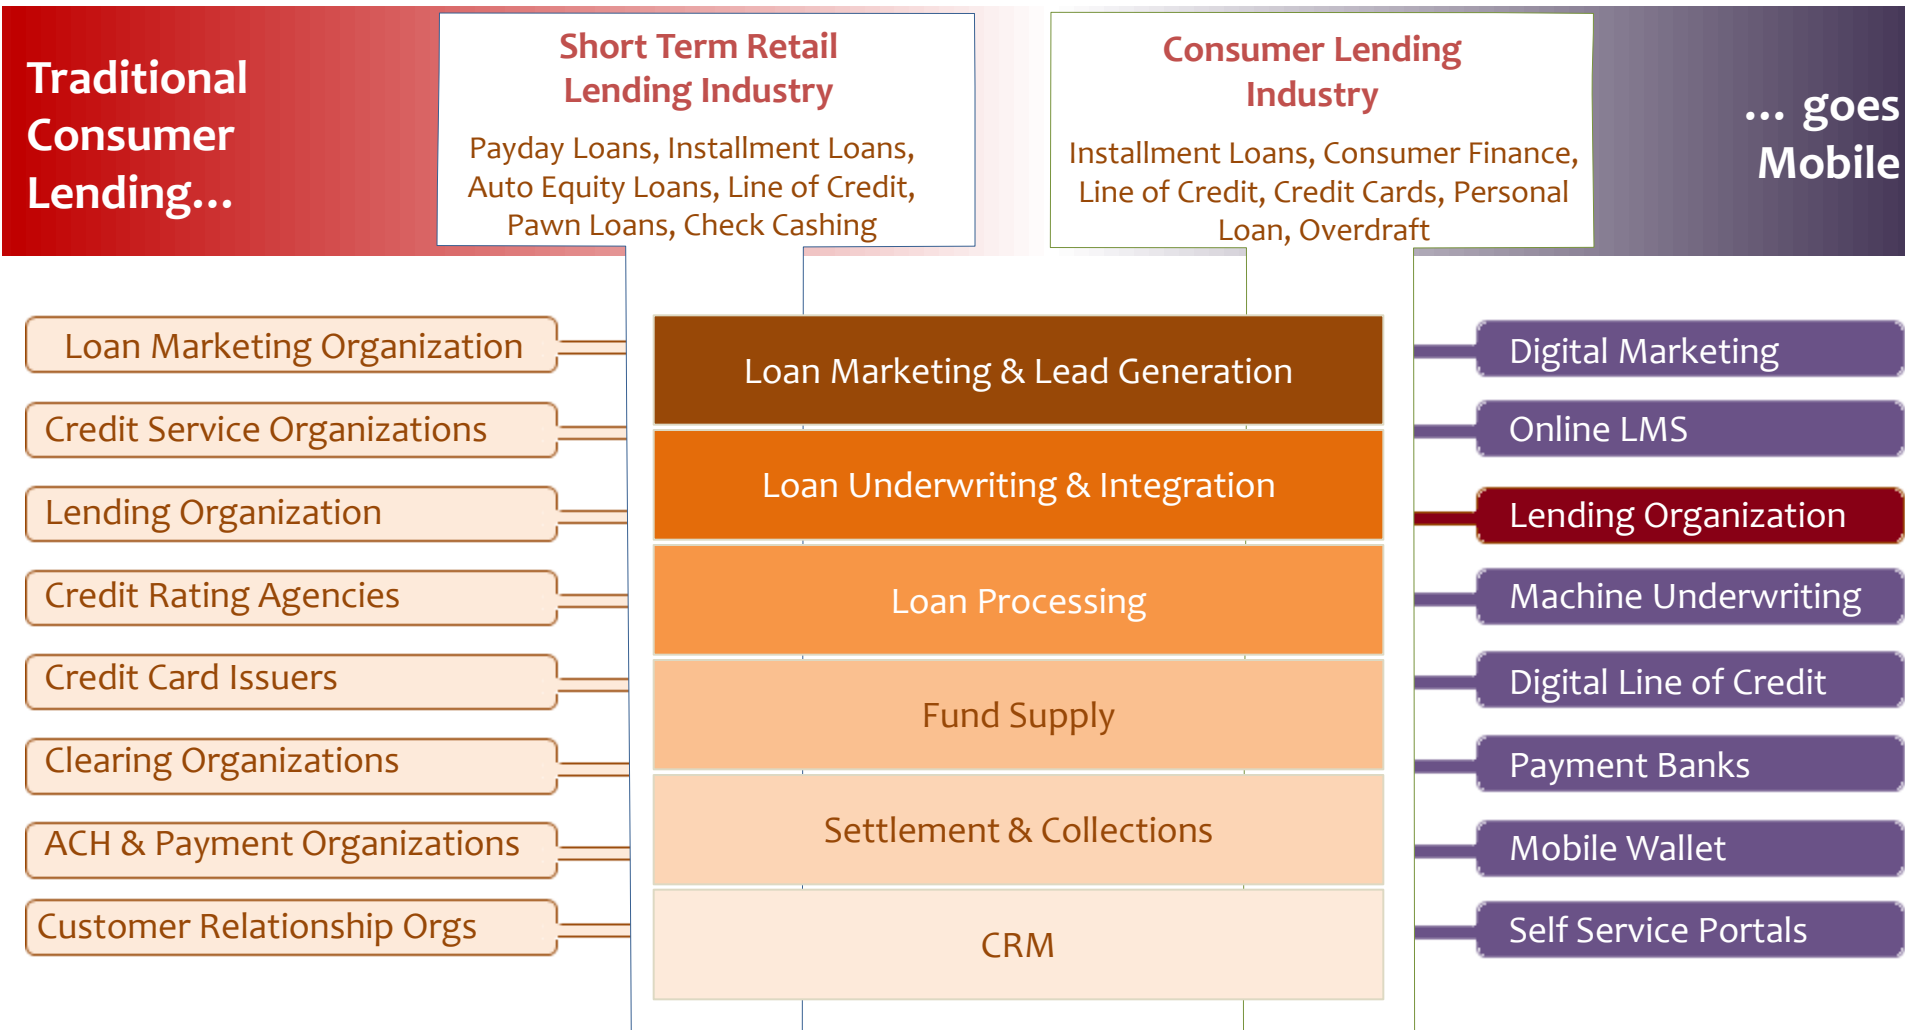 Traditional
Consumer
Lending...
Short Term Retail
Lending Industry
Payday Loans, Installment Loans,
Auto Equity Loans, Line of Credit,
Pawn Loans, Check Cashing
Consumer Lending
Industry
Installment Loans, Consumer Finance,
Line of Credit, Credit Cards, Personal
Loan, Overdraft
... goes
Mobile
Loan Marketing Organization
Credit Service Organizations
Lending Organization
Credit Rating Agencies
Credit Card Issuers
Clearing Organizations
ACH & Payment Organizations
Customer Relationship Orgs
Loan Marketing & Lead Generation
Loan Underwriting & Integration
Loan Processing
Fund Supply
Settlement & Collections
CRM
Digital Marketing
Online LMS
Lending Organization
Machine Underwriting
Digital Line of Credit
Payment Banks
Mobile Wallet
Self Service Portals